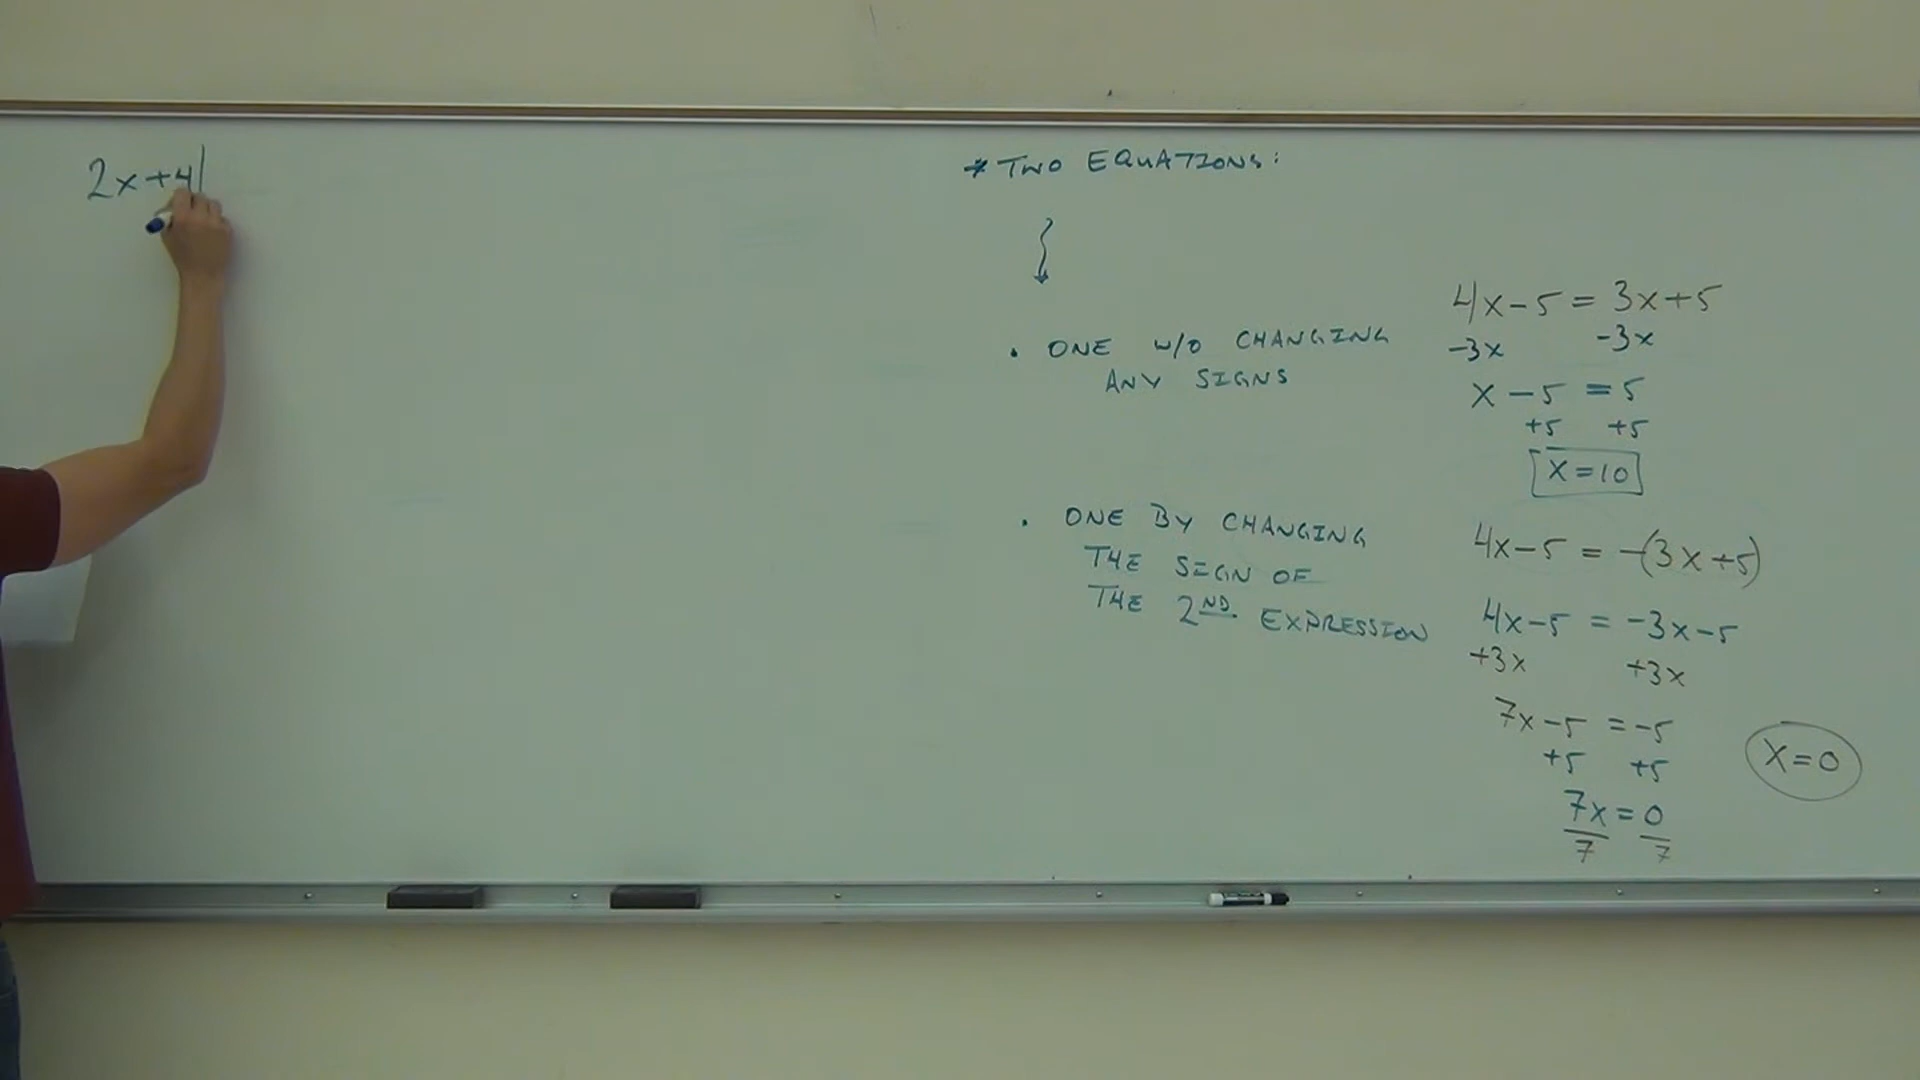 2x+4|
* TWO EQUATIONS:
• ONE W/O CHANGING
ANY SIGNS
4x-5 = 3x+5
-3x -3x
x-5 = 5
+5 +5
x=10
• ONE BY CHANGING
THE SIGN OF
THE 2ND EXPRESSION
4x-5 = -(3x+5)
4x-5 = -3x-5
+3x +3x
7x-5 = -5
+5 +5
7x = 0
7 7
x=0